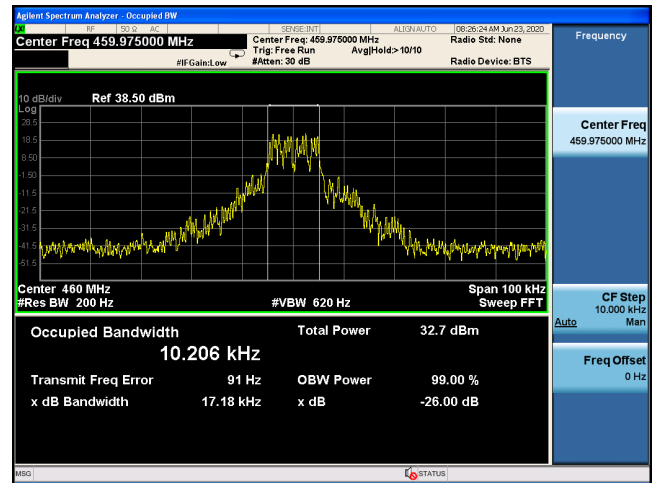 Agilent Spectrum Analyzer - Occupied BW
RF 50 Ω AC SENSE:INT ALIGNAUTO 08:26:24 AM Jun 23, 2020
Center Freq 459.975000 MHz
Center Freq: 459.975000 MHz
Radio Std: None
Trig: Free Run Avg|Hold:>10/10
#IFGain:Low
#Atten: 30 dB
Radio Device: BTS
10 dB/div Ref 38.50 dBm
Log
28.5
18.5
8.50
-1.50
-11.5
-21.5
-31.5
-41.5
-51.5
Center 460 MHz
Span 100 kHz
#Res BW 200 Hz
#VBW 620 Hz
Sweep FFT
Occupied Bandwidth
Total Power 32.7 dBm
10.206 kHz
Transmit Freq Error 91 Hz
OBW Power 99.00 %
x dB Bandwidth 17.18 kHz
x dB -26.00 dB
MSG
STATUS
Frequency
Center Freq
459.975000 MHz
CF Step
10.000 kHz
Auto Man
Freq Offset
0 Hz